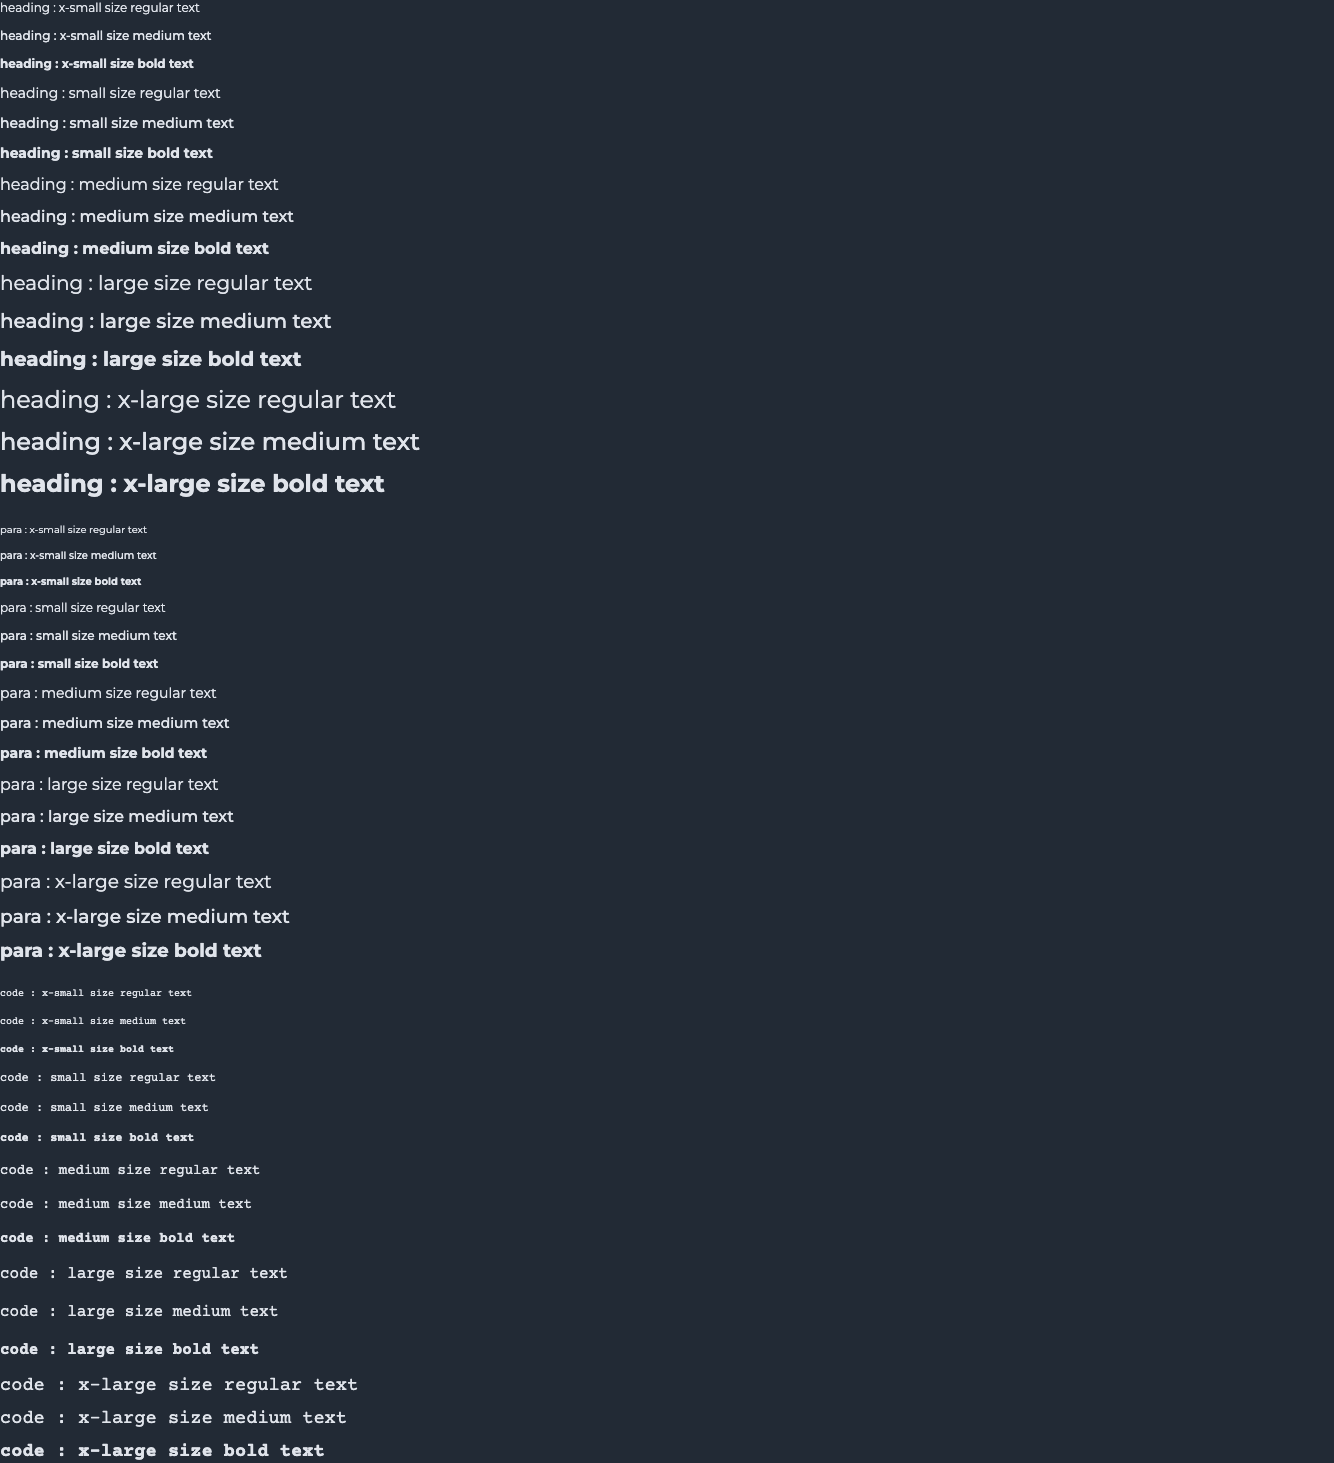 heading : x-small size regular text
heading : x-small size medium text
heading : x-small size bold text
heading : small size regular text
heading : small size medium text
heading : small size bold text
heading : medium size regular text
heading : medium size medium text
heading : medium size bold text
heading : large size regular text
heading : large size medium text
heading : large size bold text
heading : x-large size regular text
heading : x-large size medium text
heading : x-large size bold text
para : x-small size regular text
para : x-small size medium text
para : x-small size bold text
para : small size regular text
para : small size medium text
para : small size bold text
para : medium size regular text
para : medium size medium text
para : medium size bold text
para : large size regular text
para : large size medium text
para : large size bold text
para : x-large size regular text
para : x-large size medium text
para : x-large size bold text
code : x-small size regular text
code : x-small size medium text
code : x-small size bold text
code : small size regular text
code : small size medium text
code : small size bold text
code : medium size regular text
code : medium size medium text
code : medium size bold text
code : large size regular text
code : large size medium text
code : large size bold text
code : x-large size regular text
code : x-large size medium text
code : x-large size bold text